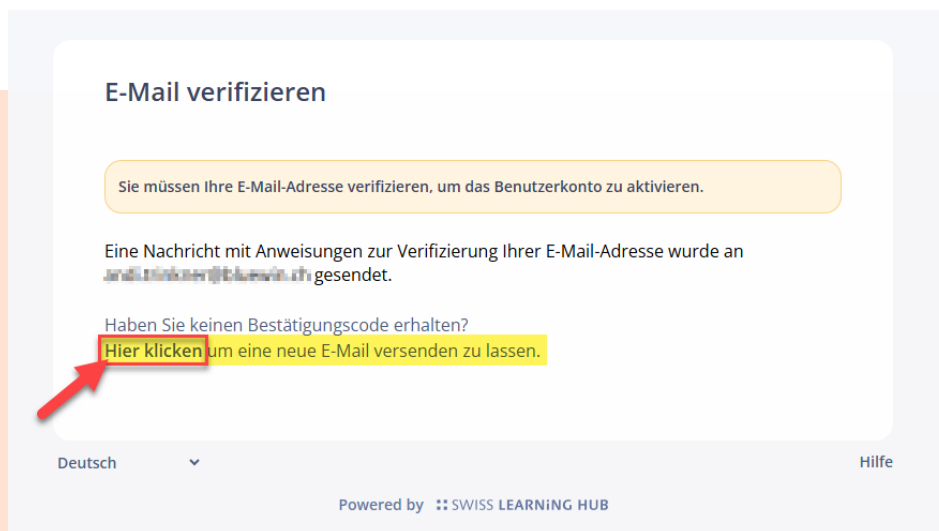 E-Mail verifizieren
Sie müssen Ihre E-Mail-Adresse verifizieren, um das Benutzerkonto zu aktivieren.
Eine Nachricht mit Anweisungen zur Verifizierung Ihrer E-Mail-Adresse wurde an
gesendet.
Haben Sie keinen Bestätigungscode erhalten?
Hier klicken um eine neue E-Mail versenden zu lassen.
Deutsch
Hilfe
Powered by SWISS LEARNiNG HUB